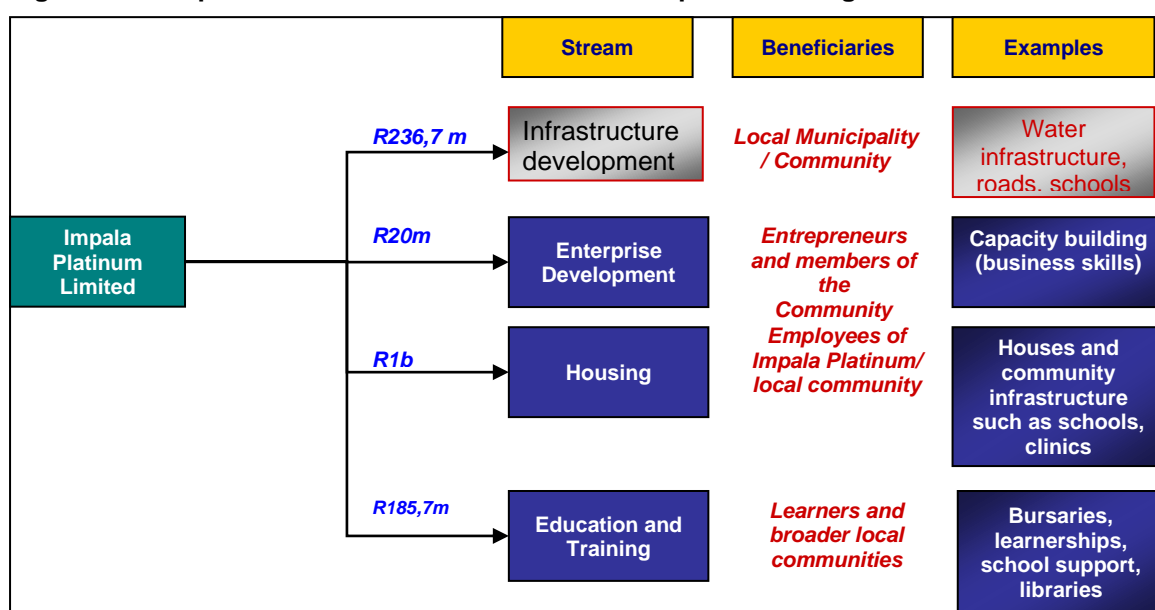 Stream
Beneficiaries
Examples
R236,7 m
Infrastructure
development
Local Municipality
/ Community
Water
infrastructure,
roads, schools
Impala
Platinum
Limited
R20m
Enterprise
Development
Entrepreneurs
and members of
the
Community
Capacity building
(business skills)
R1b
Housing
Employees of
Impala Platinum/
local community
Houses and
community
infrastructure
such as schools,
clinics
R185,7m
Education and
Training
Learners and
broader local
communities
Bursaries,
learnerships,
school support,
libraries